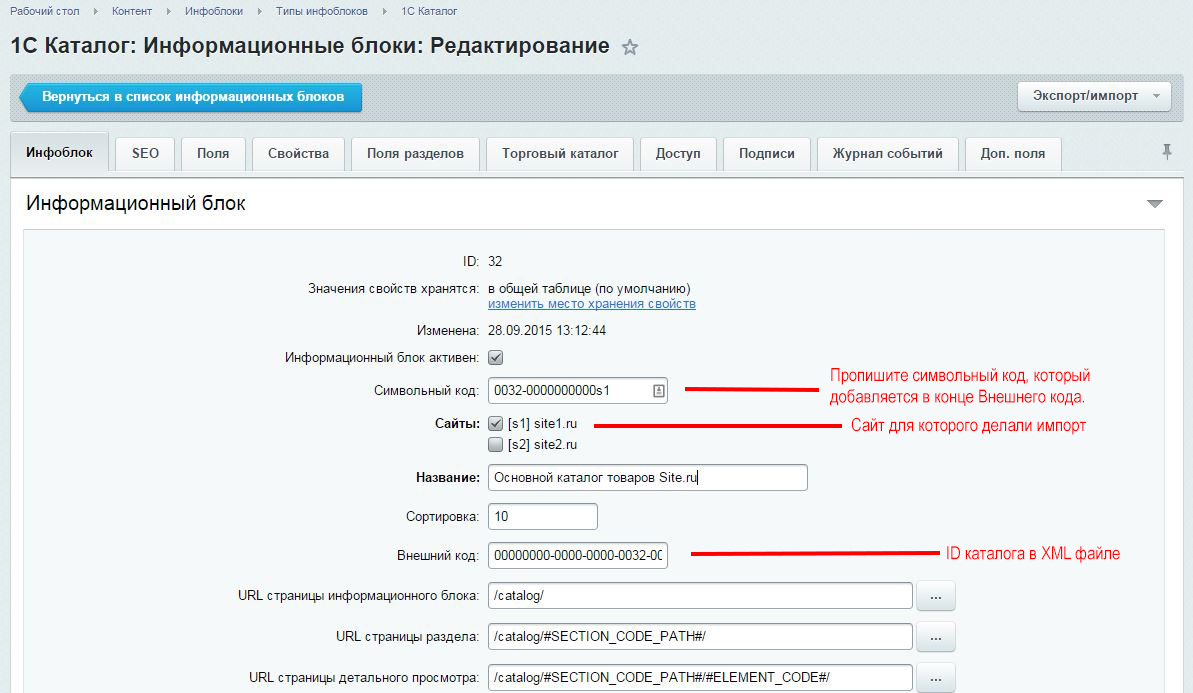 Рабочий стол Контент Инфоблоки Типы инфоблоков 1С Каталог
1С Каталог: Информационные блоки: Редактирование
Вернуться в список информационных блоков Экспорт/импорт
Инфоблок SEO Поля Свойства Поля разделов Торговый каталог Доступ Подписи Журнал событий Доп. поля
Информационный блок
ID: 32
Значения свойств хранятся: в общей таблице (по умолчанию)
изменить место хранения свойств
Изменена: 28.09.2015 13:12:44
Информационный блок активен:
Символьный код: 0032-0000000000s1
Пропишите символьный код, который
добавляется в конце Внешнего кода.
Сайты: [s1] site1.ru
Сайт для которого делали импорт
[s2] site2.ru
Название: Основной каталог товаров Site.ru
Сортировка: 10
Внешний код: 00000000-0000-0000-0032-00
ID каталога в XML файле
URL страницы информационного блока: /catalog/ ...
URL страницы раздела: /catalog/#SECTION_CODE_PATH#/ ...
URL страницы детального просмотра: /catalog/#SECTION_CODE_PATH#/#ELEMENT_CODE#/ ...